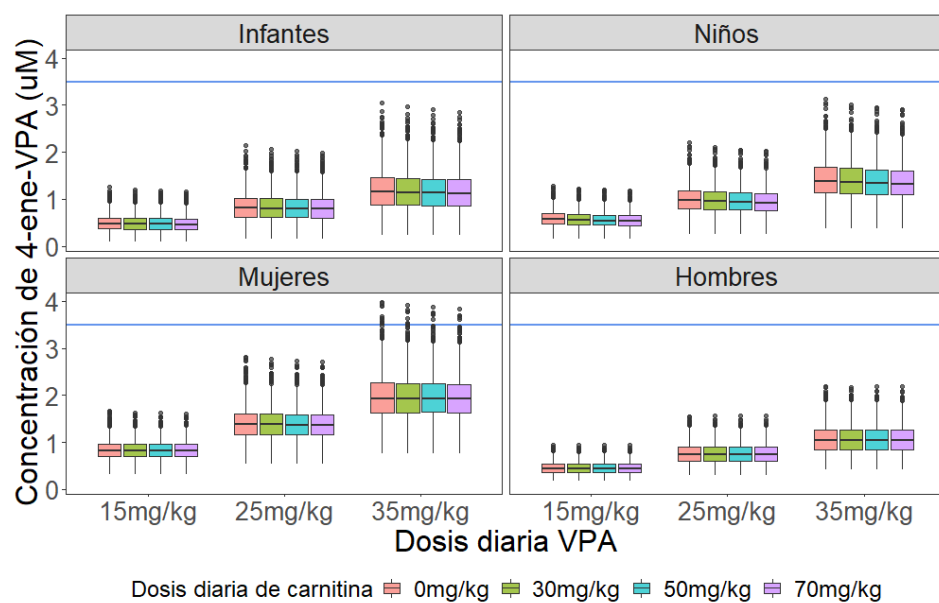 Infantes
Niños
Concentración de 4-ene-VPA (uM)
4
3
2
1
0
Mujeres
Hombres
4
3
2
1
0
15mg/kg 25mg/kg 35mg/kg 15mg/kg 25mg/kg 35mg/kg
Dosis diaria VPA
Dosis diaria de carnitina 0mg/kg 30mg/kg 50mg/kg 70mg/kg